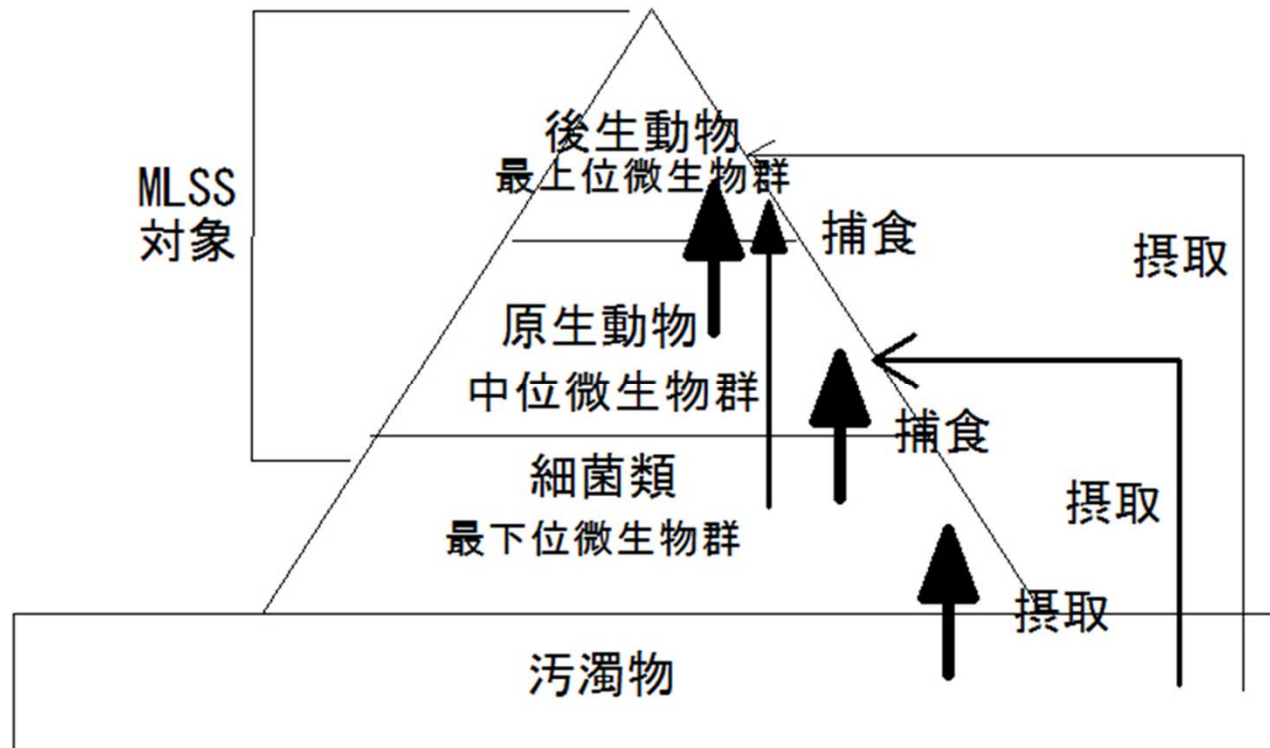 後生動物
最上位微生物群
MLSS
対象
捕食
摂取
原生動物
中位微生物群
捕食
細菌類
摂取
最下位微生物群
摂取
汚濁物